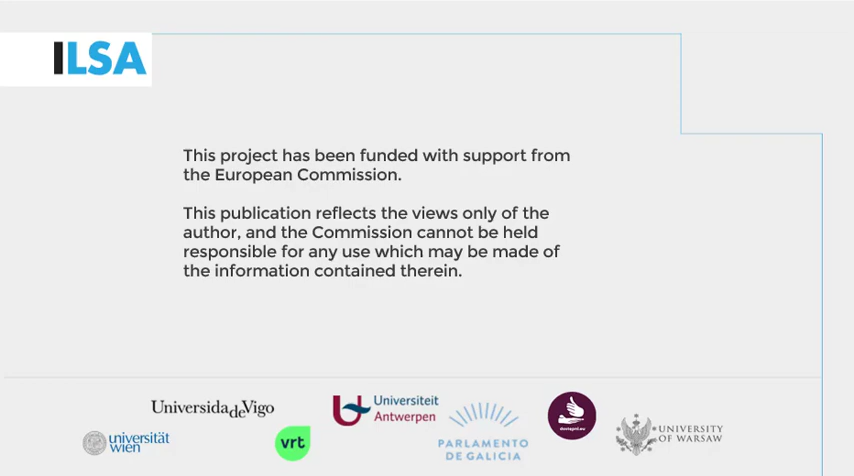 ILSA
This project has been funded with support from
the European Commission.
This publication reflects the views only of the
author, and the Commission cannot be held
responsible for any use which may be made of
the information contained therein.
universität
wien
UniversidadeVigo
vrt
Universiteit
Antwerpen
PARLAMENTO
DE GALICIA
UNIVERSITY
OF WARSAW